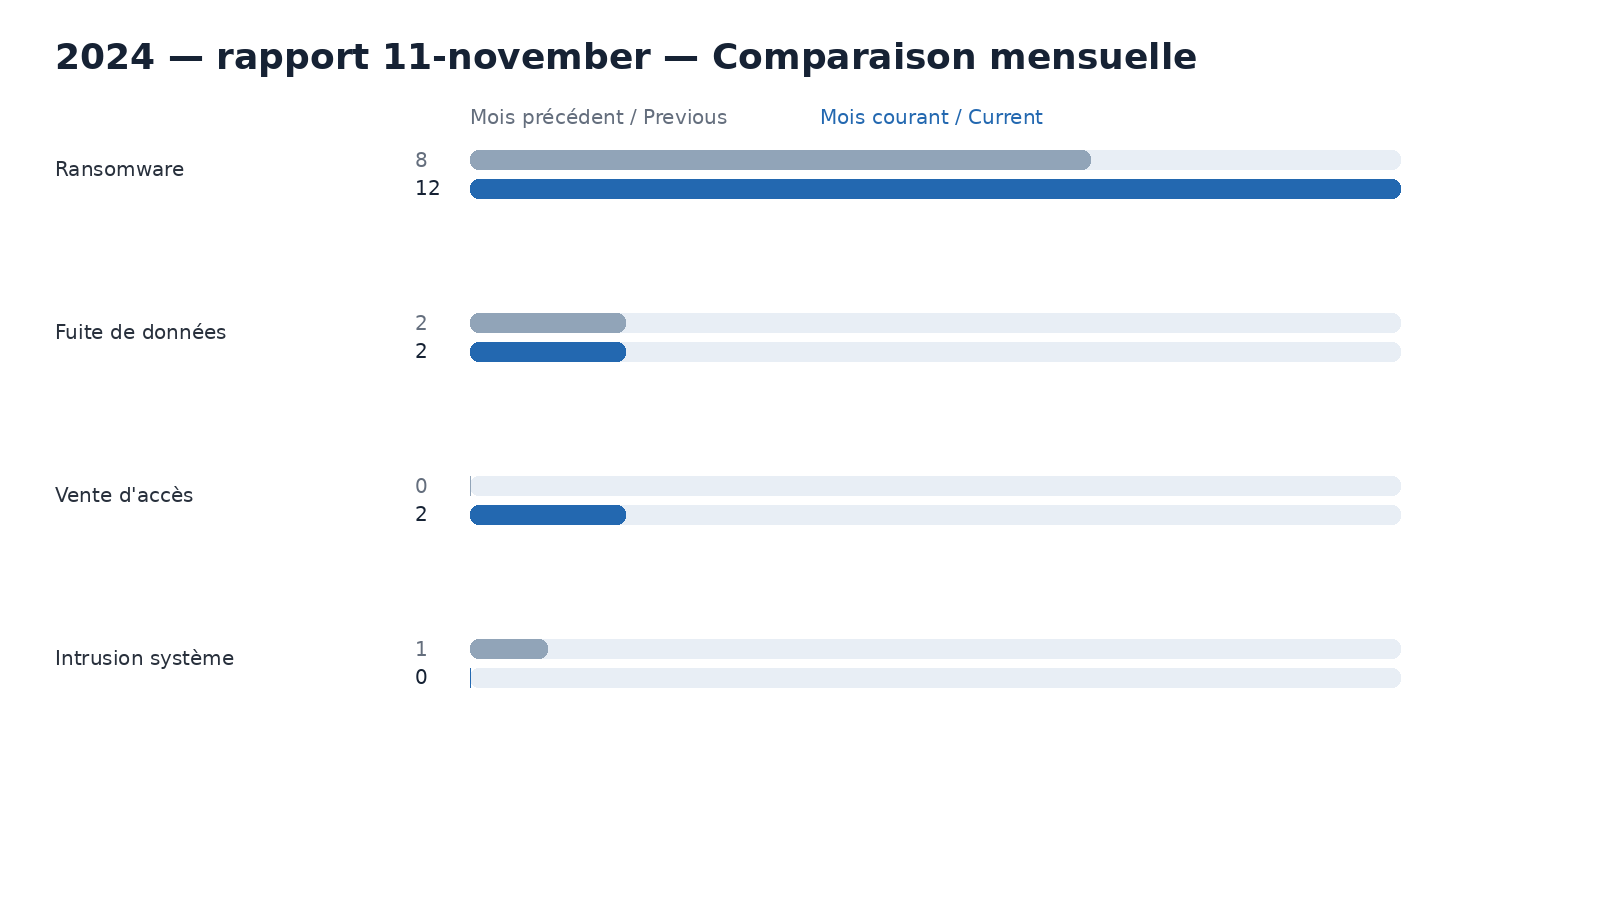 2024 — rapport 11-november — Comparaison mensuelle
Mois précédent / Previous Mois courant / Current
Ransomware
8
12
Fuite de données
2
2
Vente d'accès
0
2
Intrusion système
1
0